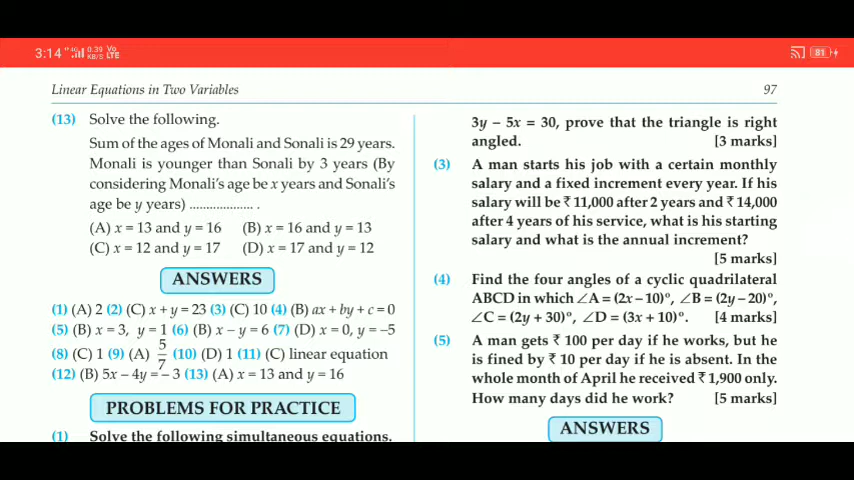 3:14 4G 0.39 KB/S Vo LTE 81
Linear Equations in Two Variables 97
(13) Solve the following.
Sum of the ages of Monali and Sonali is 29 years.
Monali is younger than Sonali by 3 years (By
considering Monali's age be x years and Sonali's
age be y years) ................... .
(A) x = 13 and y = 16 (B) x = 16 and y = 13
(C) x = 12 and y = 17 (D) x = 17 and y = 12
ANSWERS
(1) (A) 2 (2) (C) x + y = 23 (3) (C) 10 (4) (B) ax + by + c = 0
(5) (B) x = 3, y = 1 (6) (B) x – y = 6 (7) (D) x = 0, y = –5
(8) (C) 1 (9) (A) 5/7 (10) (D) 1 (11) (C) linear equation
(12) (B) 5x – 4y = – 3 (13) (A) x = 13 and y = 16
PROBLEMS FOR PRACTICE
(1) Solve the following simultaneous equations.
3y – 5x = 30, prove that the triangle is right
angled. [3 marks]
(3) A man starts his job with a certain monthly
salary and a fixed increment every year. If his
salary will be ₹ 11,000 after 2 years and ₹ 14,000
after 4 years of his service, what is his starting
salary and what is the annual increment?
[5 marks]
(4) Find the four angles of a cyclic quadrilateral
ABCD in which ∠A = (2x – 10)°, ∠B = (2y – 20)°,
∠C = (2y + 30)°, ∠D = (3x + 10)°. [4 marks]
(5) A man gets ₹ 100 per day if he works, but he
is fined by ₹ 10 per day if he is absent. In the
whole month of April he received ₹ 1,900 only.
How many days did he work? [5 marks]
ANSWERS